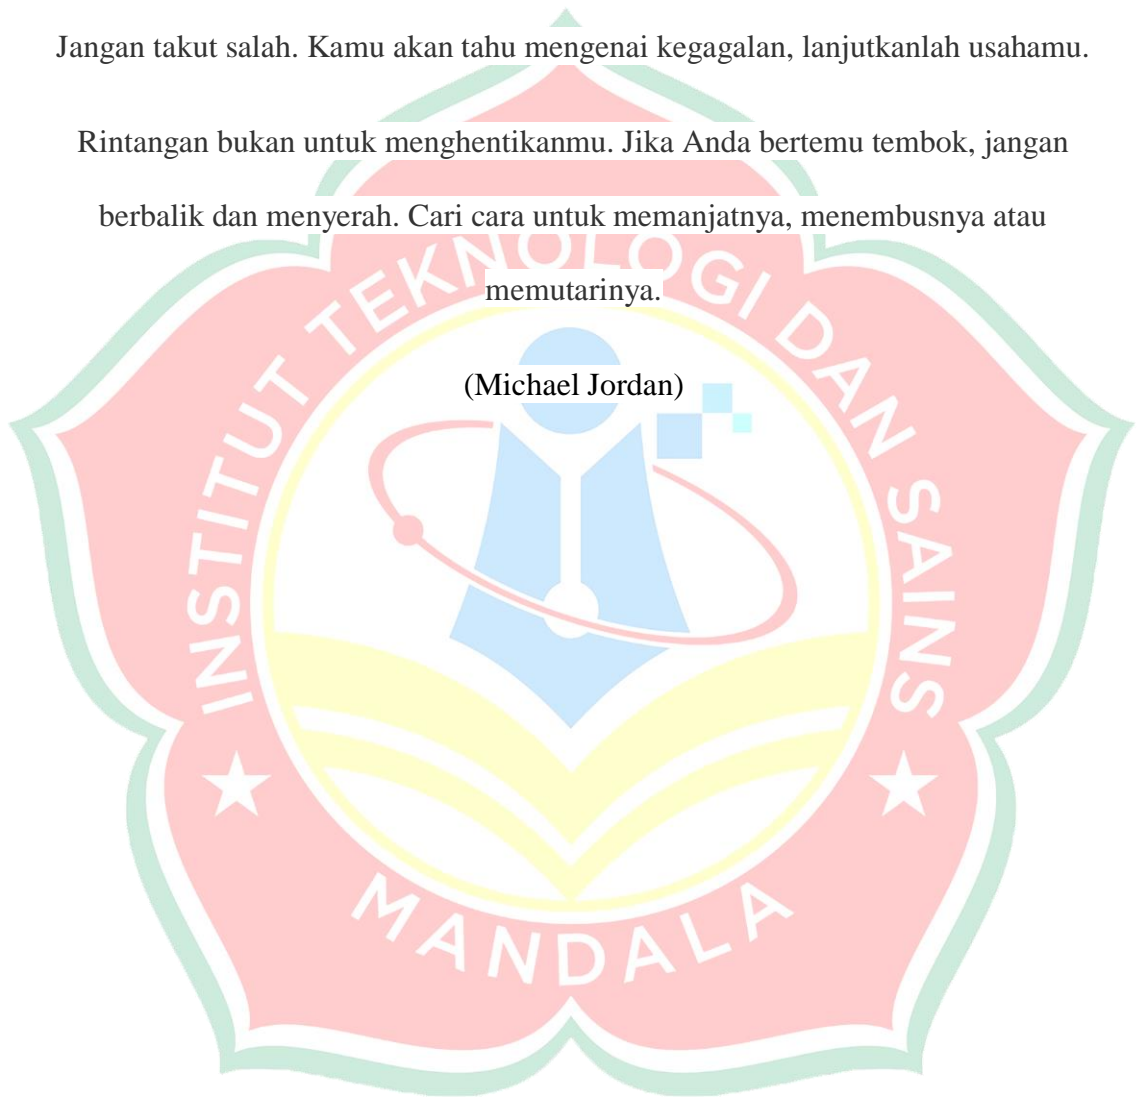 Jangan takut salah. Kamu akan tahu mengenai kegagalan, lanjutkanlah usahamu.
Rintangan bukan untuk menghentikanmu. Jika Anda bertemu tembok, jangan
berbalik dan menyerah. Cari cara untuk memanjatnya, menembusnya atau
memutarinya.
(Michael Jordan)
INSTITUT TEKNOLOGI DAN SAINS
MANDALA